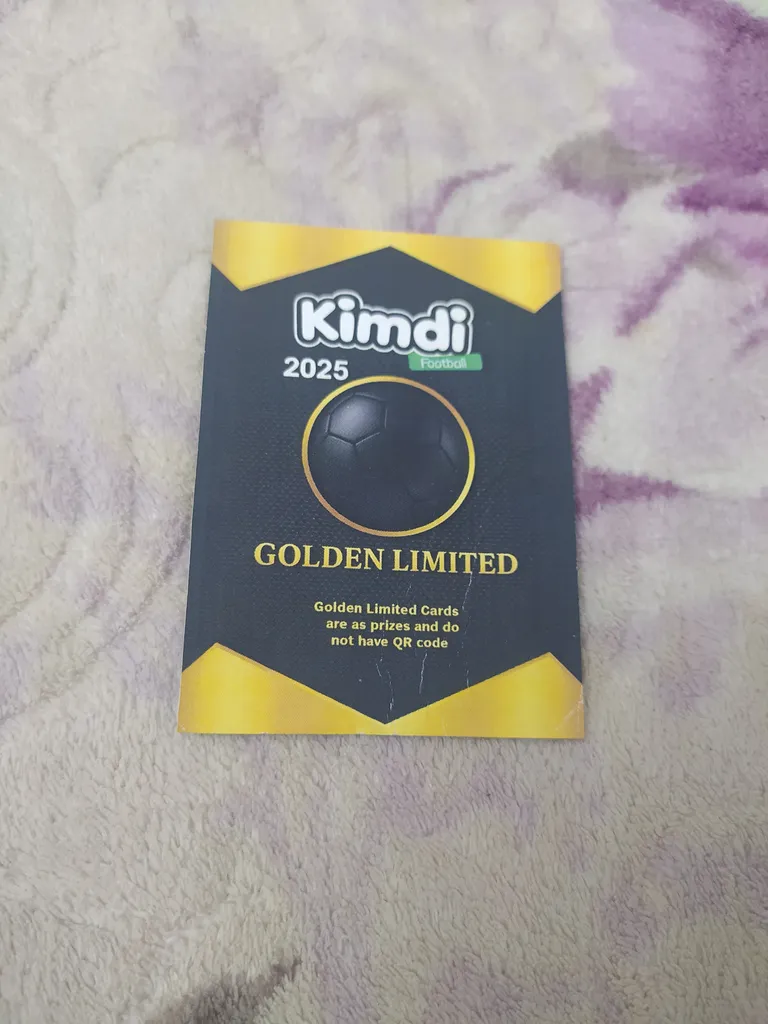 Kimdi
Football
2025
GOLDEN LIMITED
Golden Limited Cards
are as prizes and do
not have QR code